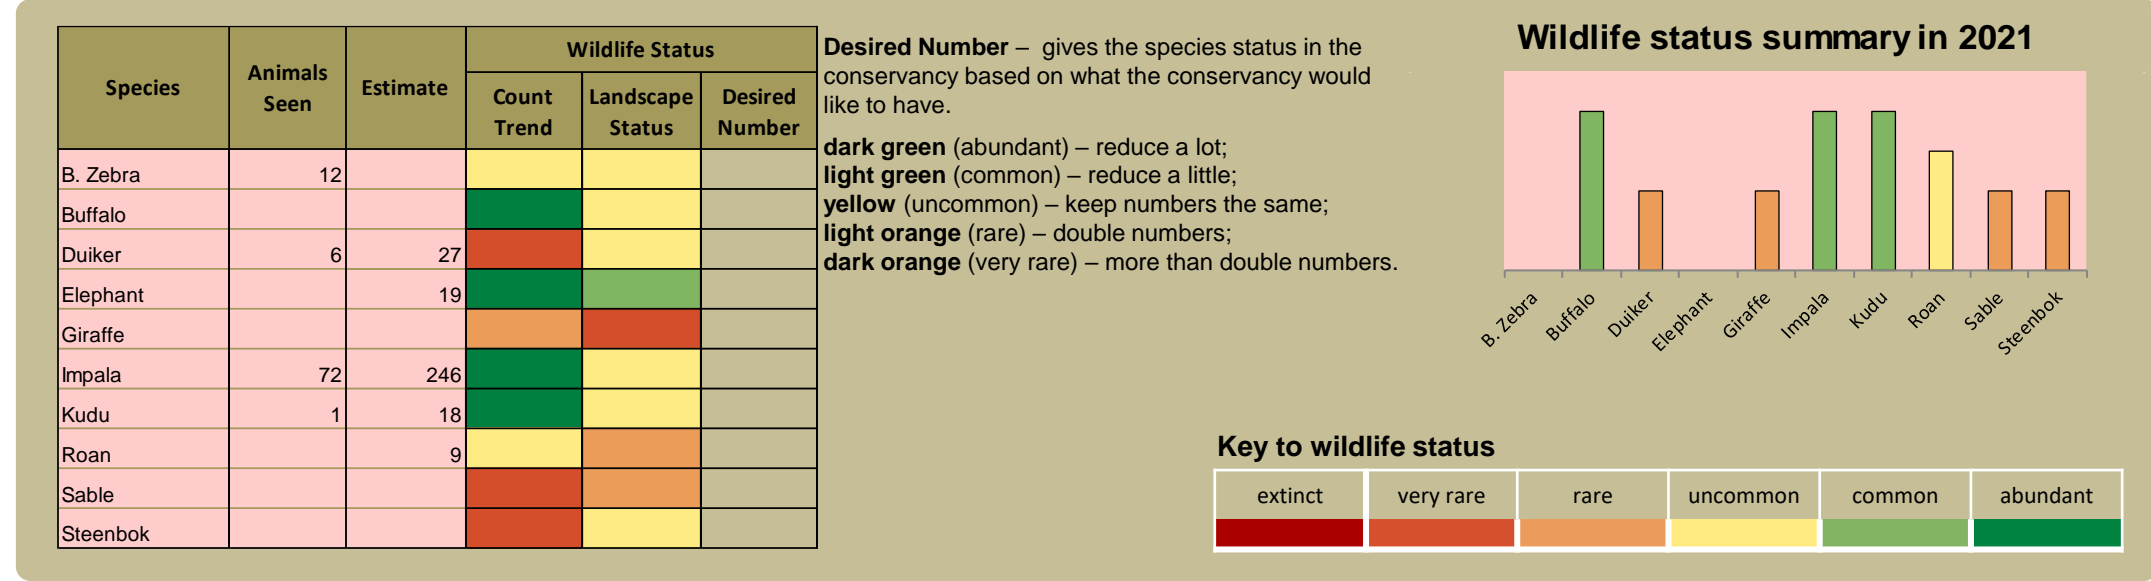 Species
Animals Seen
Estimate
Wildlife Status
Count Trend
Landscape Status
Desired Number
B. Zebra 12
Buffalo
Duiker 6 27
Elephant 19
Giraffe
Impala 72 246
Kudu 1 18
Roan 9
Sable
Steenbok
Desired Number – gives the species status in the
conservancy based on what the conservancy would
like to have.
dark green (abundant) – reduce a lot;
light green (common) – reduce a little;
yellow (uncommon) – keep numbers the same;
light orange (rare) – double numbers;
dark orange (very rare) – more than double numbers.
Wildlife status summary in 2021
B. Zebra
Buffalo
Duiker
Elephant
Giraffe
Impala
Kudu
Roan
Sable
Steenbok
Key to wildlife status
extinct very rare rare uncommon common abundant